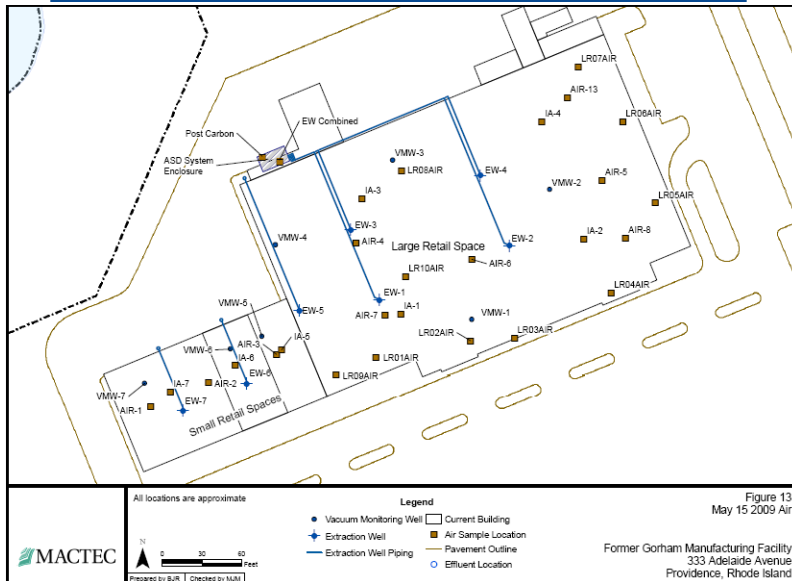 LR07AIR
AIR-13
IA-4
LR06AIR
EW Combined
Post Carbon
ASD System
Enclosure
VMW-3
LR08AIR
EW-4
AIR-5
VMW-2
IA-3
LR05AIR
EW-3
VMW-4
AIR-4
Large Retail Space
EW-2
IA-2
AIR-8
AIR-6
LR10AIR
LR04AIR
EW-1
VMW-5
EW-5
AIR-7
IA-1
VMW-1
LR02AIR
LR03AIR
AIR-3
IA-5
VMW-6
IA-6
LR01AIR
LR09AIR
IA-7
AIR-2
EW-6
VMW-7
AIR-1
EW-7
Small Retail Spaces
All locations are approximate
N
0 30 60
Feet
Prepared by BJR Checked by MJM
MACTEC
Legend
Vacuum Monitoring Well
Extraction Well
Extraction Well Piping
Current Building
Air Sample Location
Pavement Outline
Effluent Location
Figure 13
May 15 2009 Air
Former Gorham Manufacturing Facility
333 Adelaide Avenue
Providence, Rhode Island